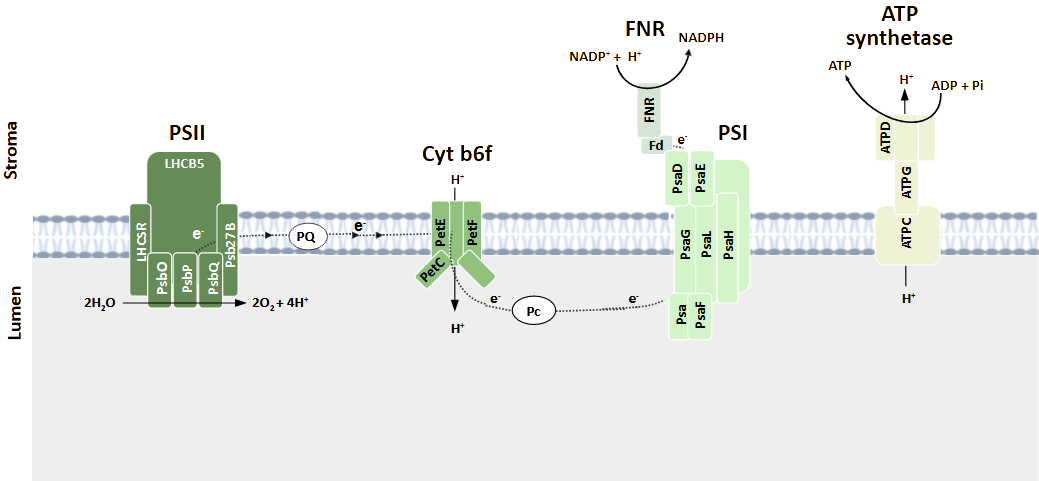 FNR
ATP
synthetase
NADP⁺ + H⁺
NADPH
ATP
H⁺
ADP + Pi
Stroma
Lumen
PSII
LHCB5
LHCSR
Psb27B
PsbO
PsbP
PsbQ
e⁻
2H₂O
2O₂ + 4H⁺
PQ
e⁻
Cyt b6f
H⁺
PetE
PetF
PetC
H⁺
e⁻
Pc
e⁻
FNR
Fd
e⁻
PSI
PsaD
PsaE
PsaG
PsaL
PsaH
Psa
PsaF
ATPD
ATPG
ATPC
H⁺